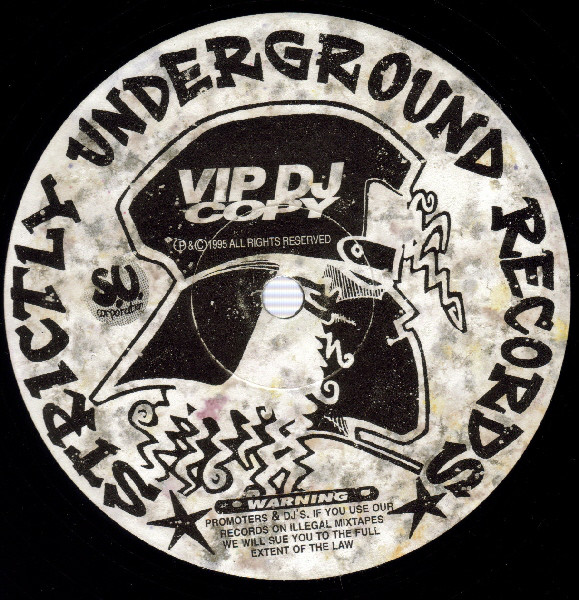 STRICTLY UNDERGROUND RECORDS
VIP DJ
COPY
℗ & © 1995 ALL RIGHTS RESERVED
S.U.
corporation
WARNING
PROMOTERS & DJ'S. IF YOU USE OUR
RECORDS ON ILLEGAL MIXTAPES
WE WILL SUE YOU TO THE FULL
EXTENT OF THE LAW